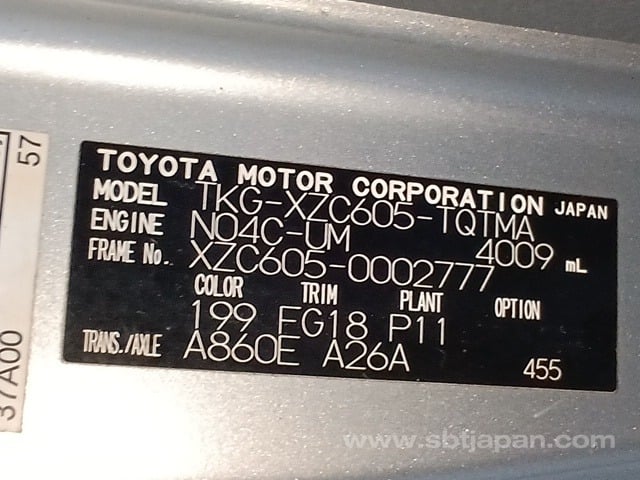 TOYOTA MOTOR CORPORATION JAPAN
MODEL TKG-XZC605-TQTMA
ENGINE N04C-UM 4009 mL
FRAME No. XZC605-0002777
COLOR TRIM PLANT OPTION
199 FG18 P11
TRANS./AXLE A860E A26A 455
57
37A00
www.sbtjapan.com